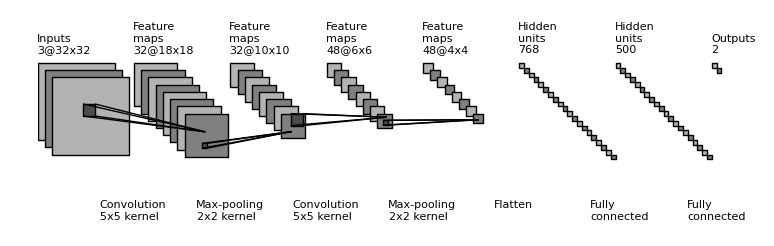 Inputs
3@32x32
Feature
maps
32@18x18
Feature
maps
32@10x10
Feature
maps
48@6x6
Feature
maps
48@4x4
Hidden
units
768
Hidden
units
500
Outputs
2
Convolution
5x5 kernel
Max-pooling
2x2 kernel
Convolution
5x5 kernel
Max-pooling
2x2 kernel
Flatten
Fully
connected
Fully
connected